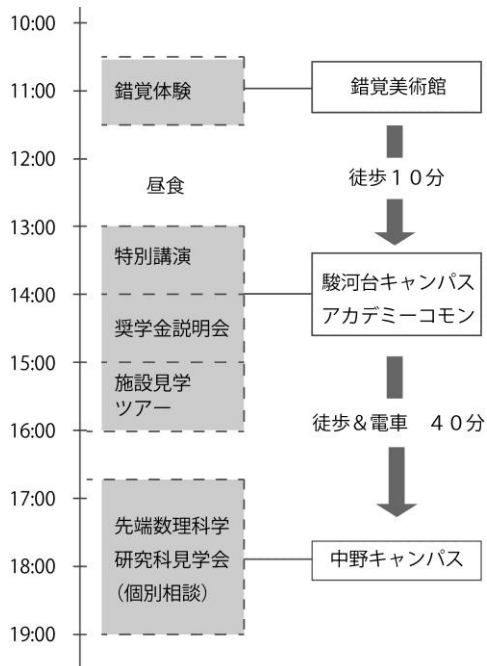 10:00
11:00
12:00
13:00
14:00
15:00
16:00
17:00
18:00
19:00
錯覚体験
昼食
特別講演
奨学金説明会
施設見学
ツアー
先端数理科学
研究科見学会
（個別相談）
錯覚美術館
徒歩１０分
駿河台キャンパス
アカデミーコモン
徒歩＆電車　４０分
中野キャンパス